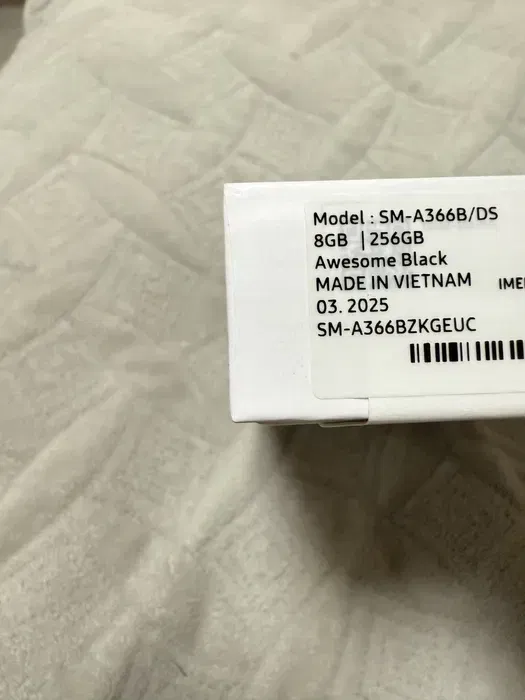 Model : SM-A366B/DS
8GB | 256GB
Awesome Black
MADE IN VIETNAM IMEI
03. 2025
SM-A366BZKGEUC